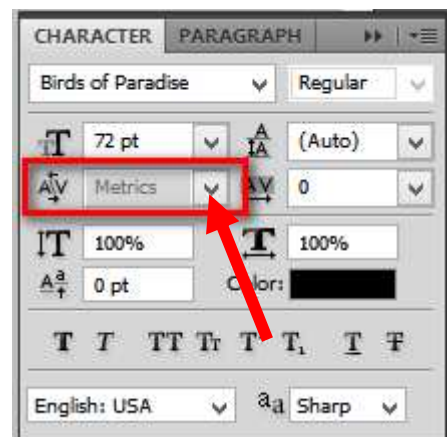 CHARACTER PARAGRAPH
Birds of Paradise Regular
72 pt (Auto)
Metrics 0
100% 100%
0 pt Color:
T T TT Tr T T, T T
English: USA aa Sharp